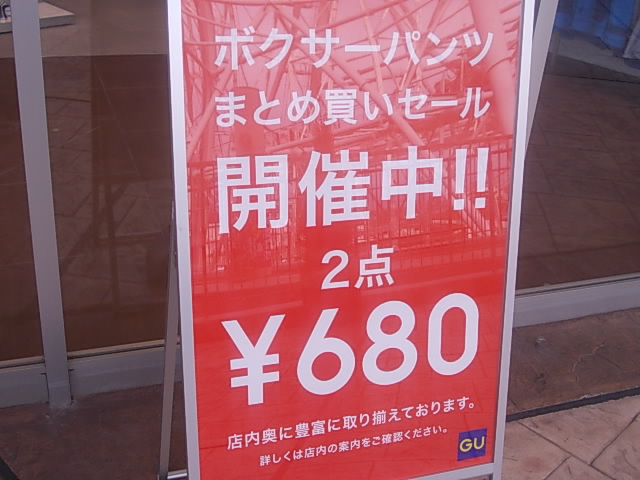 ボクサーパンツ
まとめ買いセール
開催中!!
2点
¥680
店内奥に豊富に取り揃えております。
詳しくは店内の案内をご確認ください。
GU